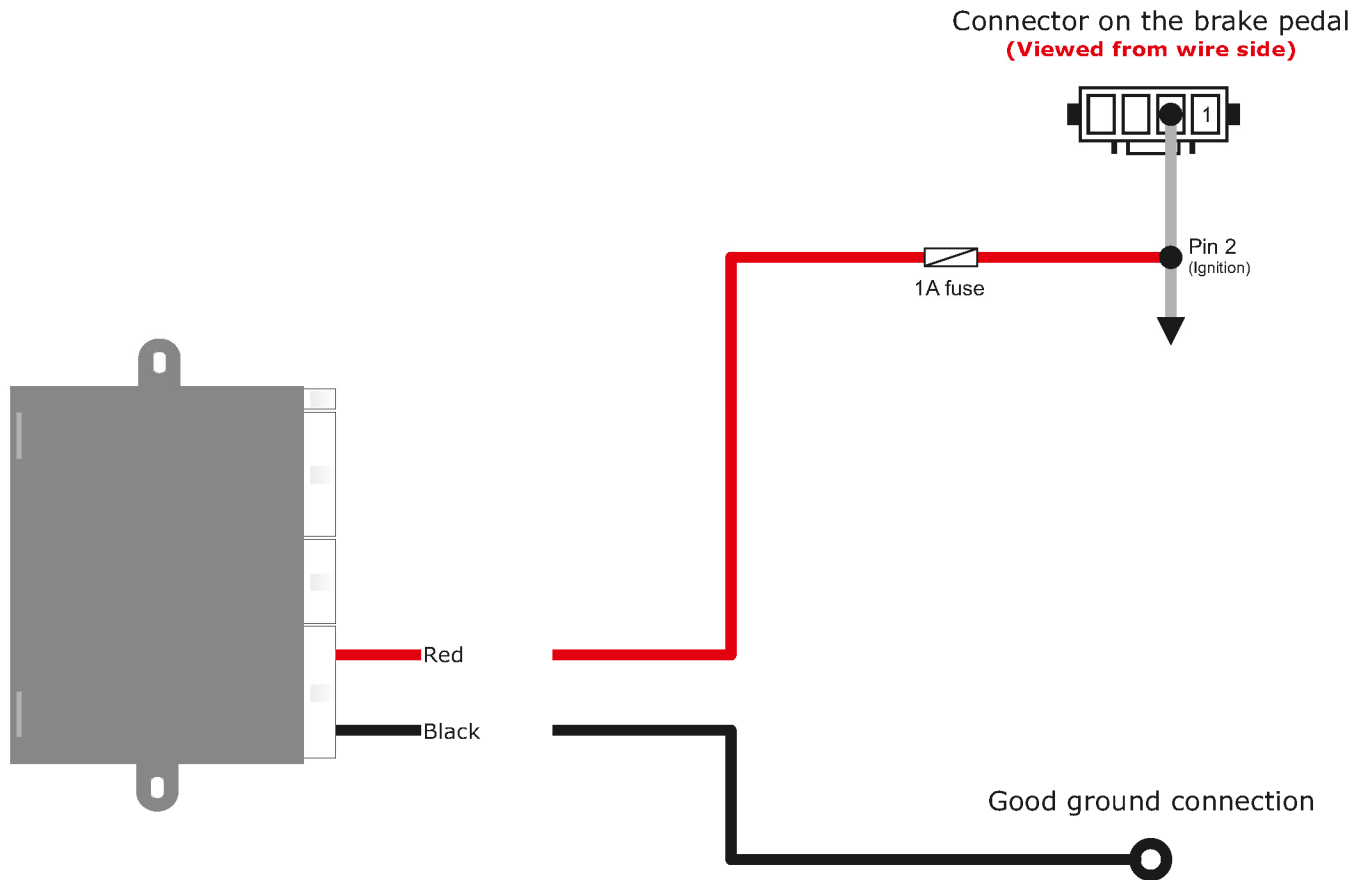 Connector on the brake pedal
(Viewed from wire side)
1
Pin 2
(Ignition)
1A fuse
Red
Black
Good ground connection